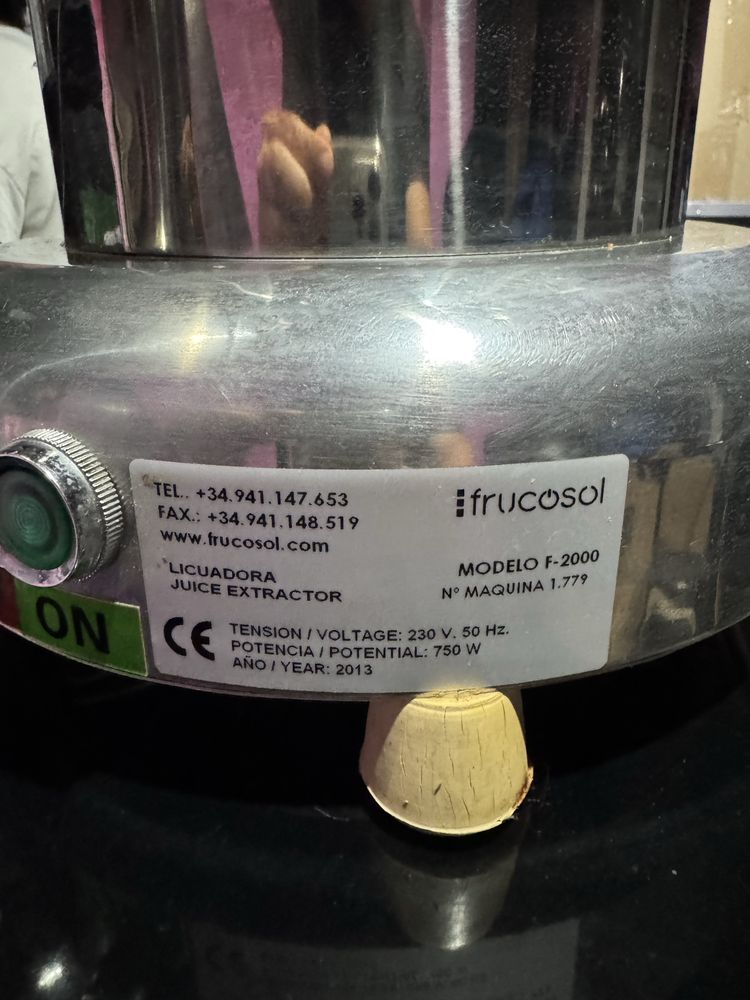 TEL.. +34.941.147.653
FAX.: +34.941.148.519
www.frucosol.com
frucosol
LICUADORA
JUICE EXTRACTOR
MODELO F-2000
Nº MAQUINA 1.779
CE
TENSION / VOLTAGE: 230 V. 50 Hz.
POTENCIA / POTENTIAL: 750 W
AÑO / YEAR: 2013
ON